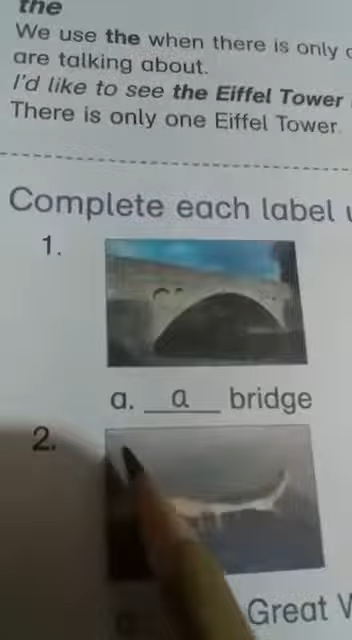 the
We use the when there is only
are talking about.
I'd like to see the Eiffel Tower
There is only one Eiffel Tower.
Complete each label
1.
a. a bridge
2.
Great